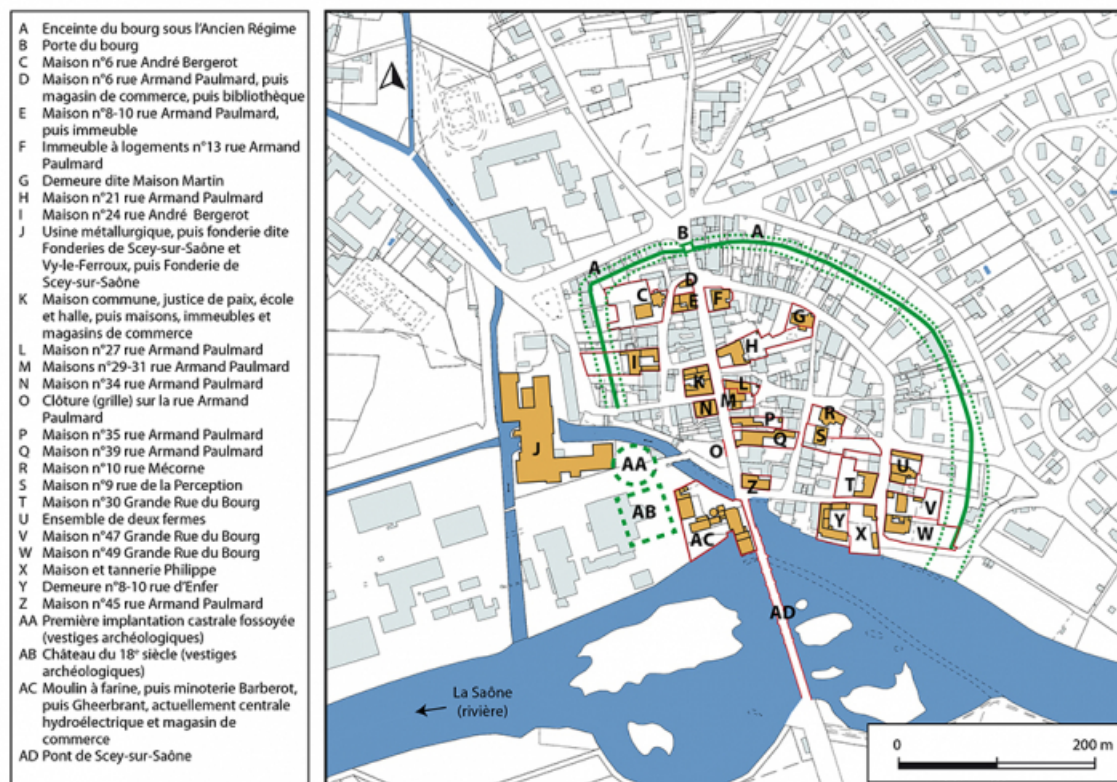 A Enceinte du bourg sous l'Ancien Régime
B Porte du bourg
C Maison n°6 rue André Bergerot
D Maison n°6 rue Armand Paulmard, puis
magasin de commerce, puis bibliothèque
E Maison n°8-10 rue Armand Paulmard,
puis immeuble
F Immeuble à logements n°13 rue Armand
Paulmard
G Demeure dite Maison Martin
H Maison n°21 rue Armand Paulmard
I Maison n°24 rue André Bergerot
J Usine métallurgique, puis fonderie dite
Fonderies de Scey-sur-Saône et
Vy-le-Ferroux, puis Fonderie de
Scey-sur-Saône
K Maison commune, justice de paix, école
et halle, puis maisons, immeubles et
magasins de commerce
L Maison n°27 rue Armand Paulmard
M Maisons n°29-31 rue Armand Paulmard
N Maison n°34 rue Armand Paulmard
O Clôture (grille) sur la rue Armand
Paulmard
P Maison n°35 rue Armand Paulmard
Q Maison n°39 rue Armand Paulmard
R Maison n°10 rue Mécorne
S Maison n°9 rue de la Perception
T Maison n°30 Grande Rue du Bourg
U Ensemble de deux fermes
V Maison n°47 Grande Rue du Bourg
W Maison n°49 Grande Rue du Bourg
X Maison et tannerie Philippe
Y Demeure n°8-10 rue d'Enfer
Z Maison n°45 rue Armand Paulmard
AA Première implantation castrale fossoyée
(vestiges archéologiques)
AB Château du 18e siècle (vestiges
archéologiques)
AC Moulin à farine, puis minoterie Barberot,
puis Gheerbrant, actuellement centrale
hydroélectrique et magasin de
commerce
AD Pont de Scey-sur-Saône
B
A
A
D
C
E
F
G
H
I
K
L
M
N
P
R
J
O
Q
S
AA
U
Z
T
AB
V
Y
X
W
AC
AD
La Saône
(rivière)
0 200 m